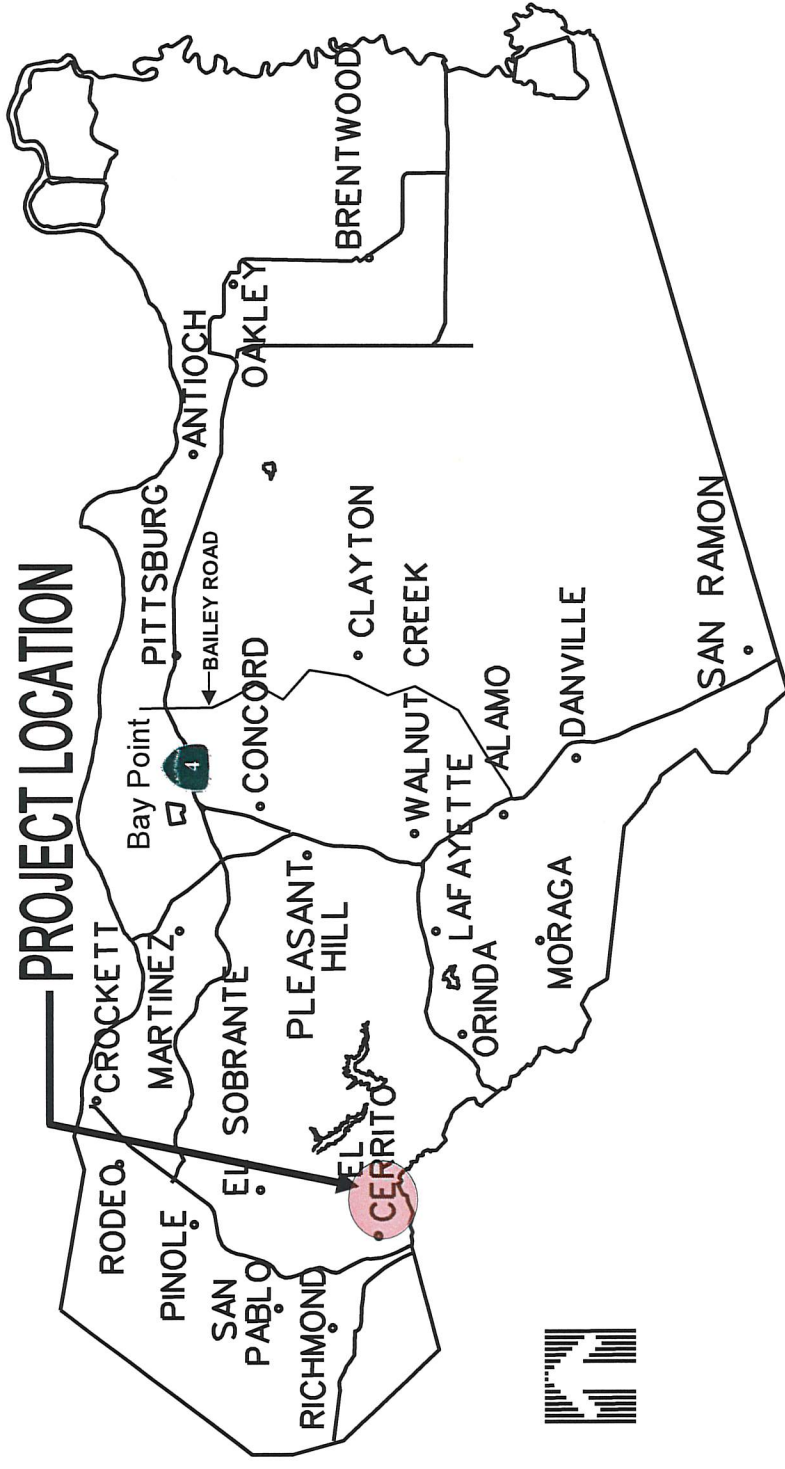 PROJECT LOCATION
CROCKETT
MARTINEZ
RODEO
PINOLE
EL SOBRANTE
SAN
PABLO
RICHMOND
EL
CERRITO
PLEASANT
HILL
Bay Point
4
PITTSBURG
BAILEY ROAD
ANTIOCH
OAKLEY
BRENTWOOD
CONCORD
CLAYTON
WALNUT CREEK
LAFAYETTE
ORINDA
MORAGA
ALAMO
DANVILLE
SAN RAMON